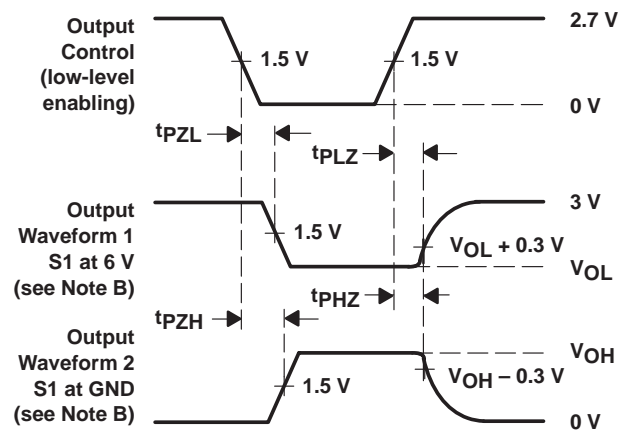 Output
Control
(low-level
enabling)
2.7 V
1.5 V
1.5 V
0 V
tPZL
tPLZ
Output
Waveform 1
S1 at 6 V
(see Note B)
3 V
1.5 V
VOL + 0.3 V
VOL
tPZH
tPHZ
Output
Waveform 2
S1 at GND
(see Note B)
VOH
1.5 V
VOH – 0.3 V
0 V